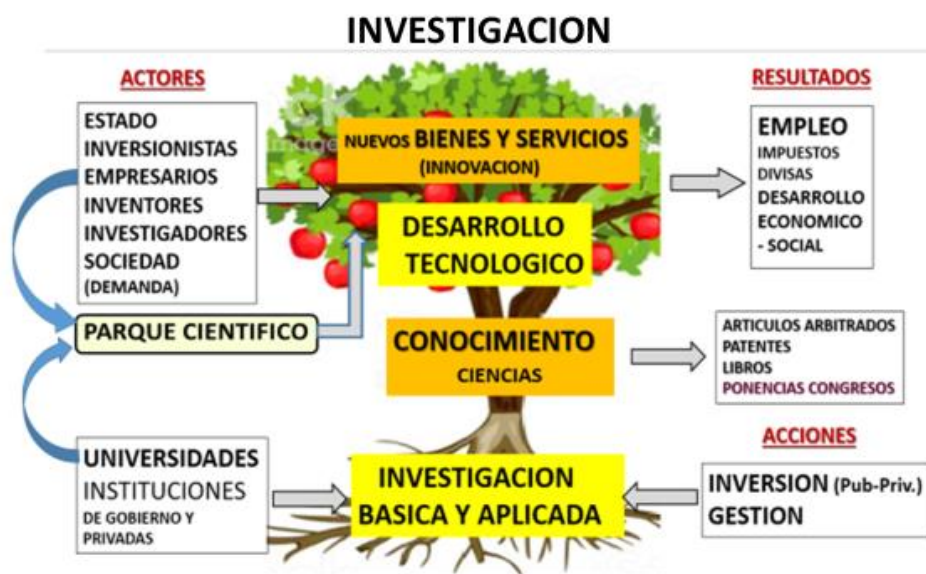 INVESTIGACION
ACTORES
ESTADO
INVERSIONISTAS
EMPRESARIOS
INVENTORES
INVESTIGADORES
SOCIEDAD
(DEMANDA)
PARQUE CIENTIFICO
UNIVERSIDADES
INSTITUCIONES
DE GOBIERNO Y
PRIVADAS
NUEVOS BIENES Y SERVICIOS
(INNOVACION)
DESARROLLO
TECNOLOGICO
CONOCIMIENTO
CIENCIAS
INVESTIGACION
BASICA Y APLICADA
RESULTADOS
EMPLEO
IMPUESTOS
DIVISAS
DESARROLLO
ECONOMICO
- SOCIAL
ARTICULOS ARBITRADOS
PATENTES
LIBROS
PONENCIAS CONGRESOS
ACCIONES
INVERSION (Pub-Priv.)
GESTION